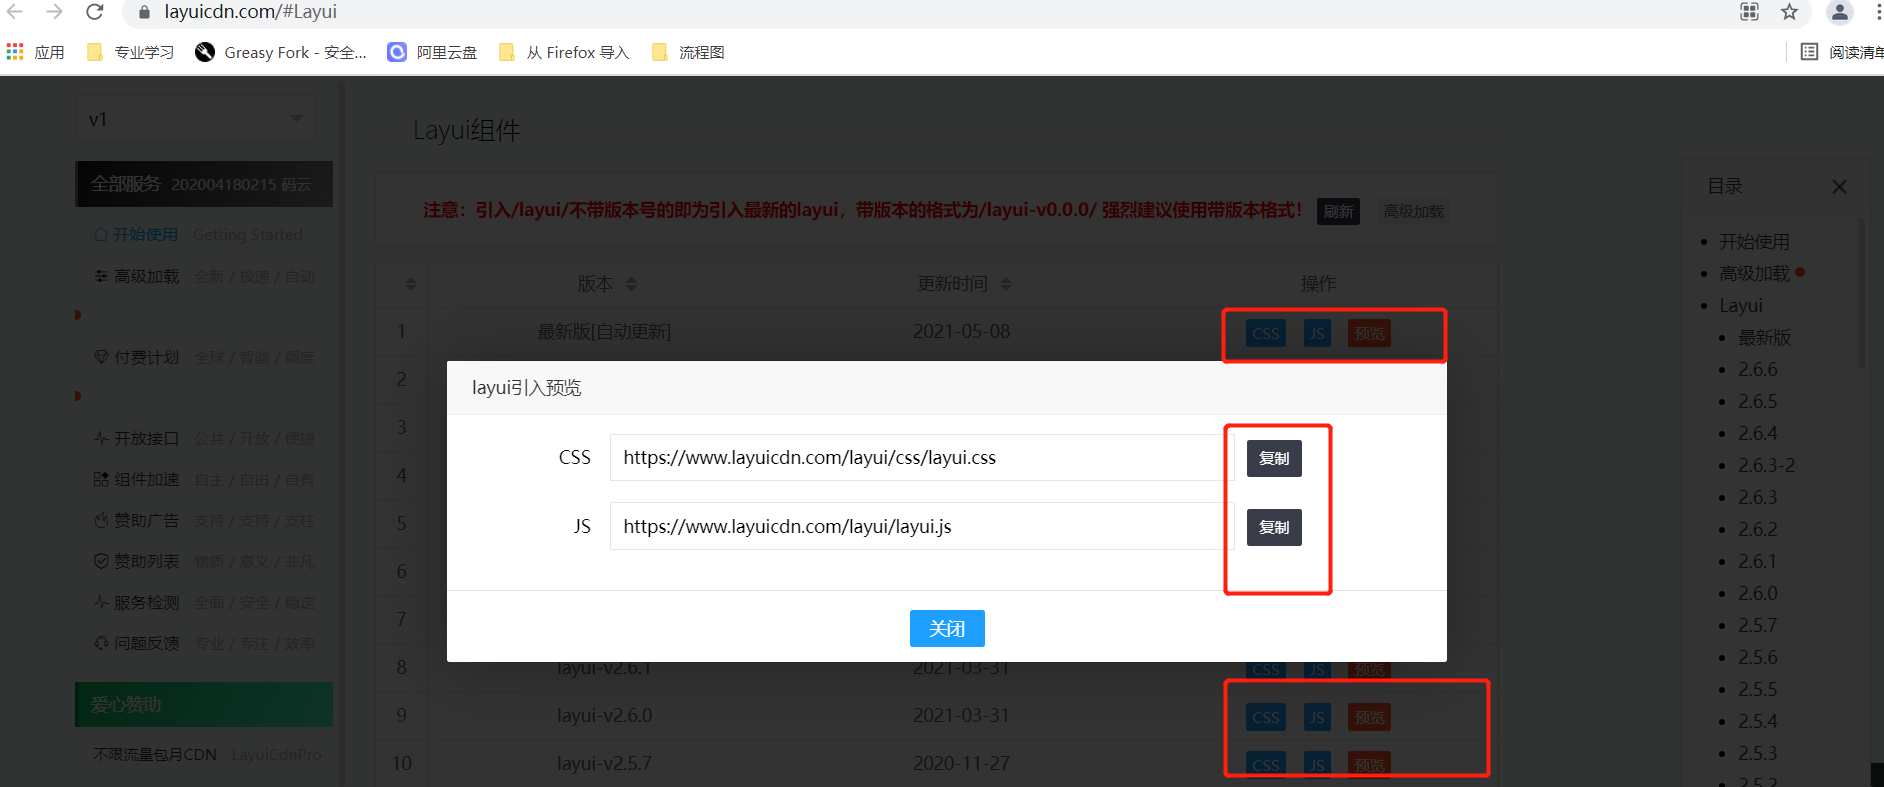 layuicdn.com/#Layui
应用 专业学习 Greasy Fork - 安全... 阿里云盘 从 Firefox 导入 流程图 阅读清单
v1
全部服务 202004180215 码云
开始使用 Getting Started
高级加载 全新 / 极速 / 自动
付费计划 全球 / 智能 / 调度
开放接口 公共 / 开放 / 便捷
组件加速 自主 / 自由 / 自有
赞助广告 支持 / 支持 / 支柱
赞助列表 物质 / 意义 / 非凡
服务检测 全面 / 安全 / 稳定
问题反馈 专业 / 专注 / 效率
爱心赞助
不限流量包月CDN LayuiCdnPro
Layui组件
注意：引入/layui/不带版本号的即为引入最新的layui，带版本的格式为/layui-v0.0.0/ 强烈建议使用带版本格式！ 刷新 高级加载
版本 更新时间 操作
1 最新版[自动更新] 2021-05-08 CSS JS 预览
2
3
4
5
6
7
8 layui-v2.6.1 2021-03-31 CSS JS 预览
9 layui-v2.6.0 2021-03-31 CSS JS 预览
10 layui-v2.5.7 2020-11-27 CSS JS 预览
layui引入预览
CSS https://www.layuicdn.com/layui/css/layui.css 复制
JS https://www.layuicdn.com/layui/layui.js 复制
关闭
目录
开始使用
高级加载
Layui
最新版
2.6.6
2.6.5
2.6.4
2.6.3-2
2.6.3
2.6.2
2.6.1
2.6.0
2.5.7
2.5.6
2.5.5
2.5.4
2.5.3
2.5.2